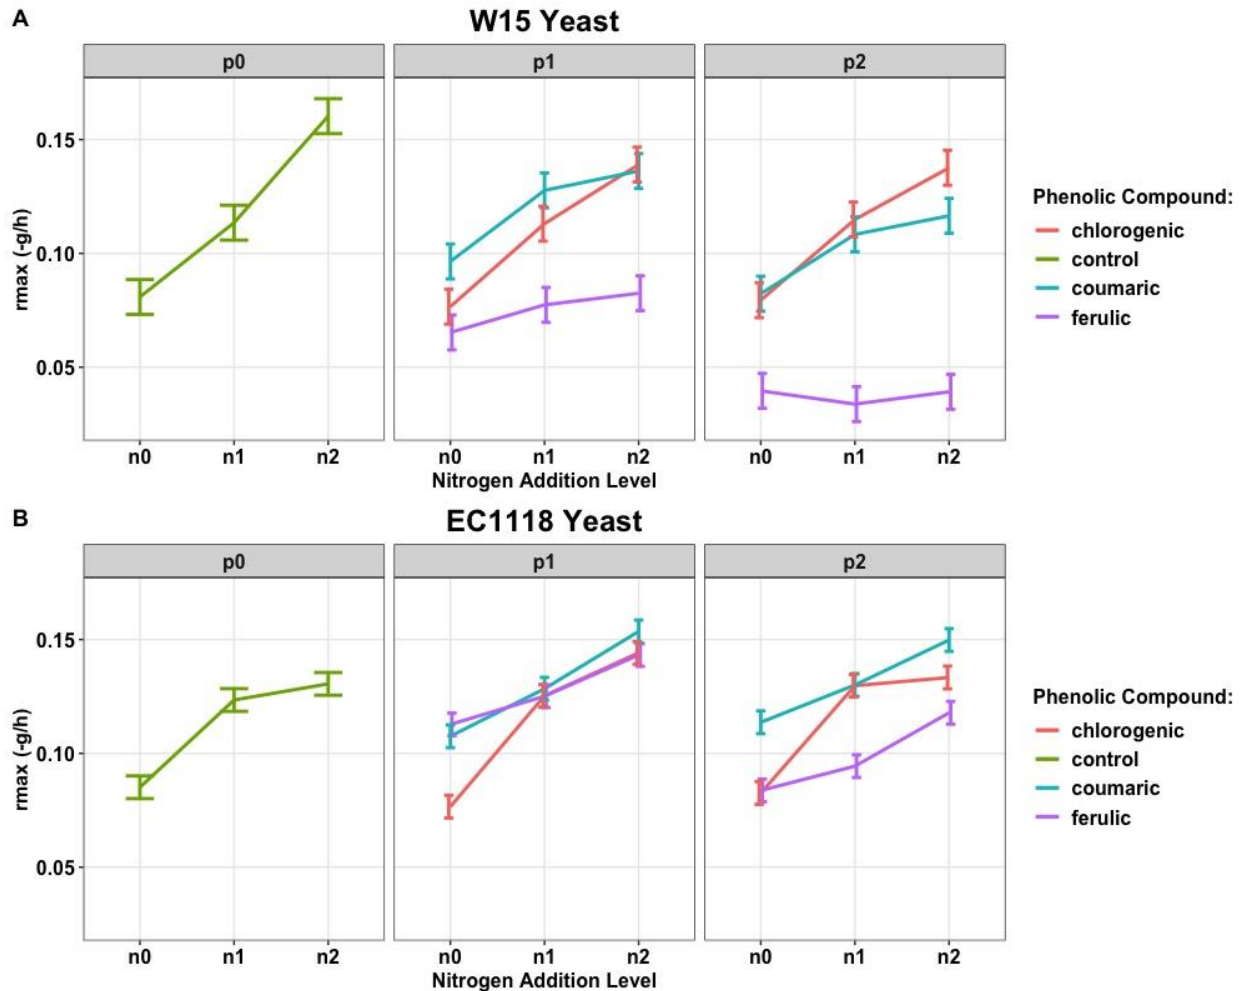 A
W15 Yeast
p0 p1 p2
rmax (-g/h)
0.15
0.10
0.05
n0 n1 n2 n0 n1 n2 n0 n1 n2
Nitrogen Addition Level
Phenolic Compound:
chlorogenic
control
coumaric
ferulic
B
EC1118 Yeast
p0 p1 p2
rmax (-g/h)
0.15
0.10
0.05
n0 n1 n2 n0 n1 n2 n0 n1 n2
Nitrogen Addition Level
Phenolic Compound:
chlorogenic
control
coumaric
ferulic